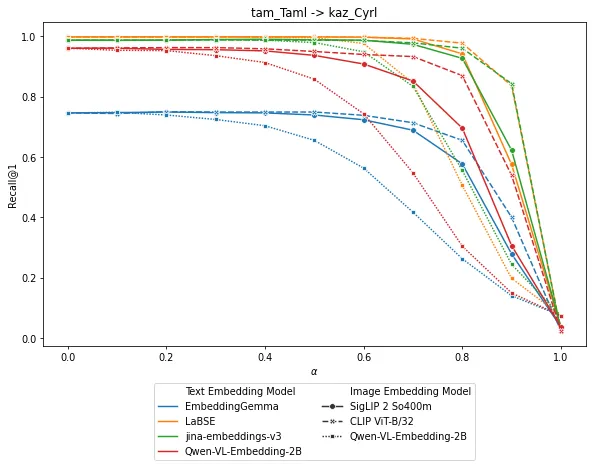 tam_Taml -> kaz_Cyrl
Recall@1
1.0
0.8
0.6
0.4
0.2
0.0
0.0 0.2 0.4 0.6 0.8 1.0
α
Text Embedding Model
EmbeddingGemma
LaBSE
jina-embeddings-v3
Qwen-VL-Embedding-2B
Image Embedding Model
SigLIP 2 So400m
CLIP ViT-B/32
Qwen-VL-Embedding-2B